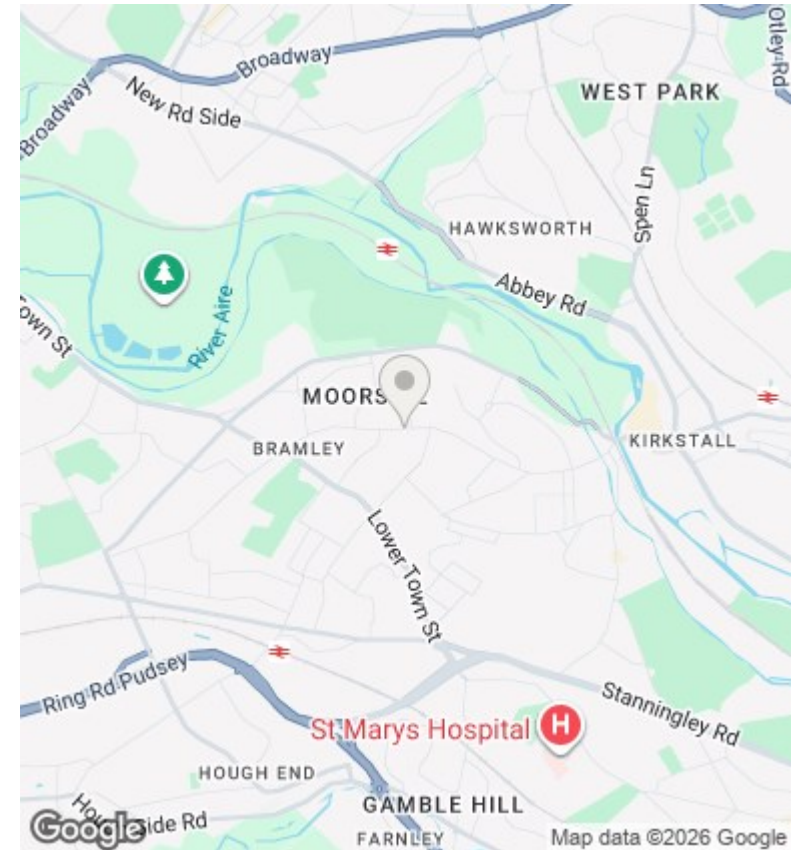 Otley Rd
Broadway
Broadway
New Rd Side
WEST PARK
Spen Ln
HAWKSWORTH
Abbey Rd
River Aire
Town St
BRAMLEY
KIRKSTALL
Lower Town St
Ring Rd Pudsey
Stanningley Rd
St Marys Hospital
H
HOUGH END
GAMBLE HILL
Side Rd
FARNLEY
Google
Map data ©2026 Google